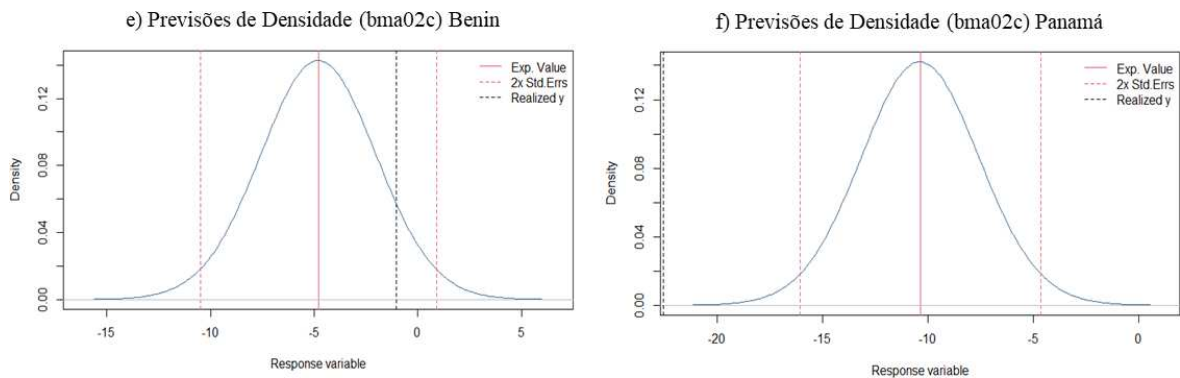 e) Previsões de Densidade (bma02c) Benin
Exp. Value
2x Std.Errs
Realized y
0.12
0.08
0.04
0.00
Density
-15
-10
-5
0
5
Response variable
f) Previsões de Densidade (bma02c) Panamá
Exp. Value
2x Std.Errs
Realized y
0.12
0.08
0.04
0.00
Density
-20
-15
-10
-5
0
Response variable